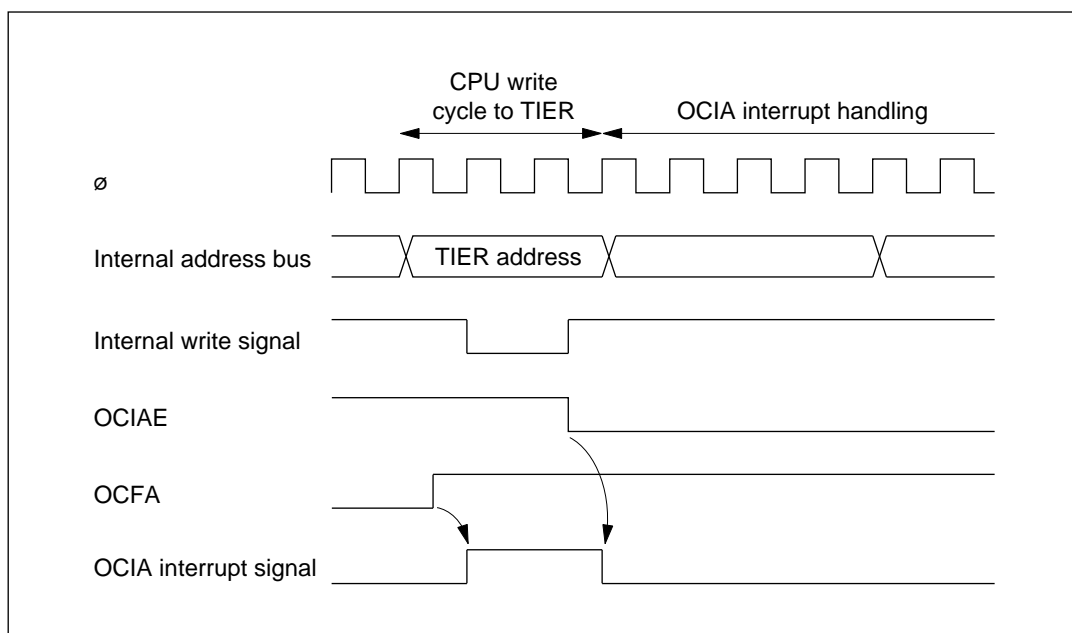 CPU write
cycle to TIER
OCIA interrupt handling
ø
Internal address bus
TIER address
Internal write signal
OCIAE
OCFA
OCIA interrupt signal